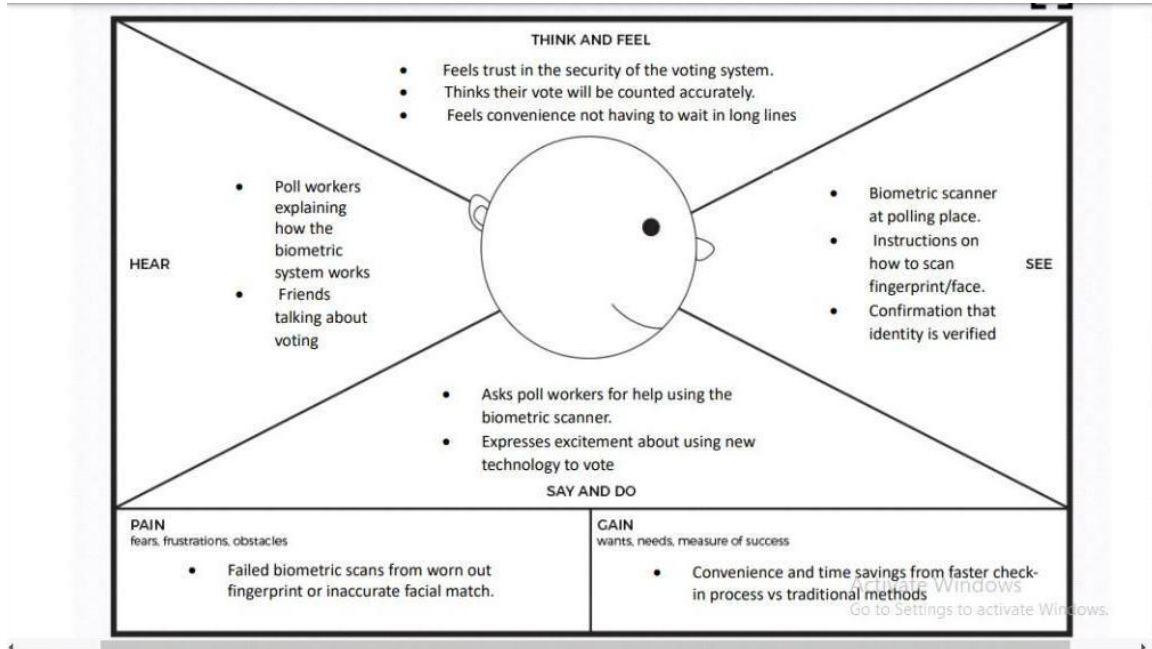 THINK AND FEEL
• Feels trust in the security of the voting system.
• Thinks their vote will be counted accurately.
• Feels convenience not having to wait in long lines
HEAR
• Poll workers
explaining
how the
biometric
system works
• Friends
talking about
voting
• Biometric scanner
at polling place.
• Instructions on
how to scan
fingerprint/face.
• Confirmation that
identity is verified
SEE
• Asks poll workers for help using the
biometric scanner.
• Expresses excitement about using new
technology to vote
SAY AND DO
PAIN
fears, frustrations, obstacles
• Failed biometric scans from worn out
fingerprint or inaccurate facial match.
GAIN
wants, needs, measure of success
• Convenience and time savings from faster check-
in process vs traditional methods
Activate Windows
Go to Settings to activate Windows.